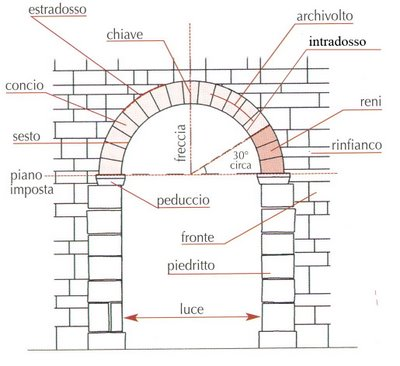 estradosso
archivolto
chiave
intradosso
concio
reni
sesto
freccia
30°
circa
rinfianco
piano
imposta
peduccio
fronte
piedritto
luce